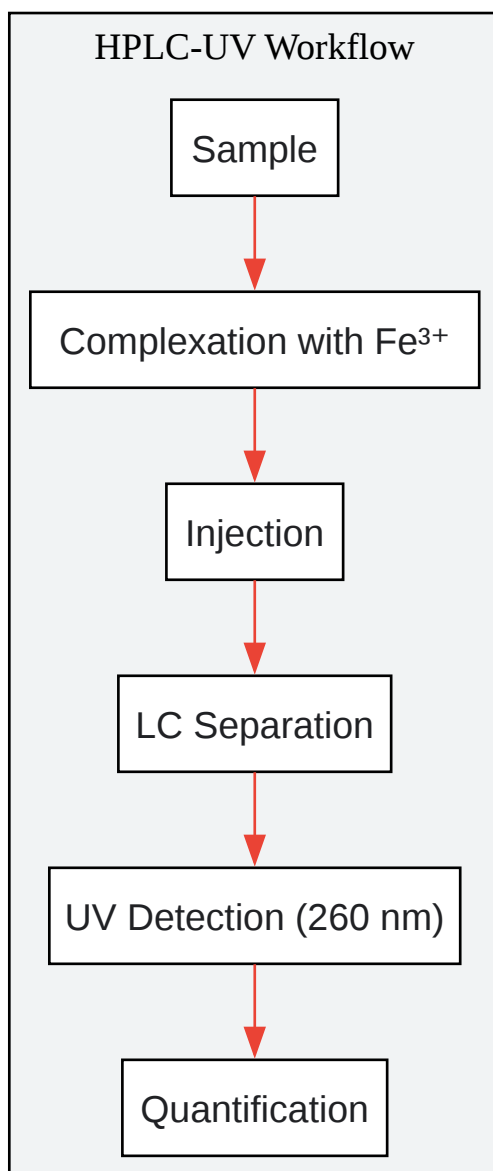 HPLC-UV Workflow
Sample
Complexation with Fe³⁺
Injection
LC Separation
UV Detection (260 nm)
Quantification